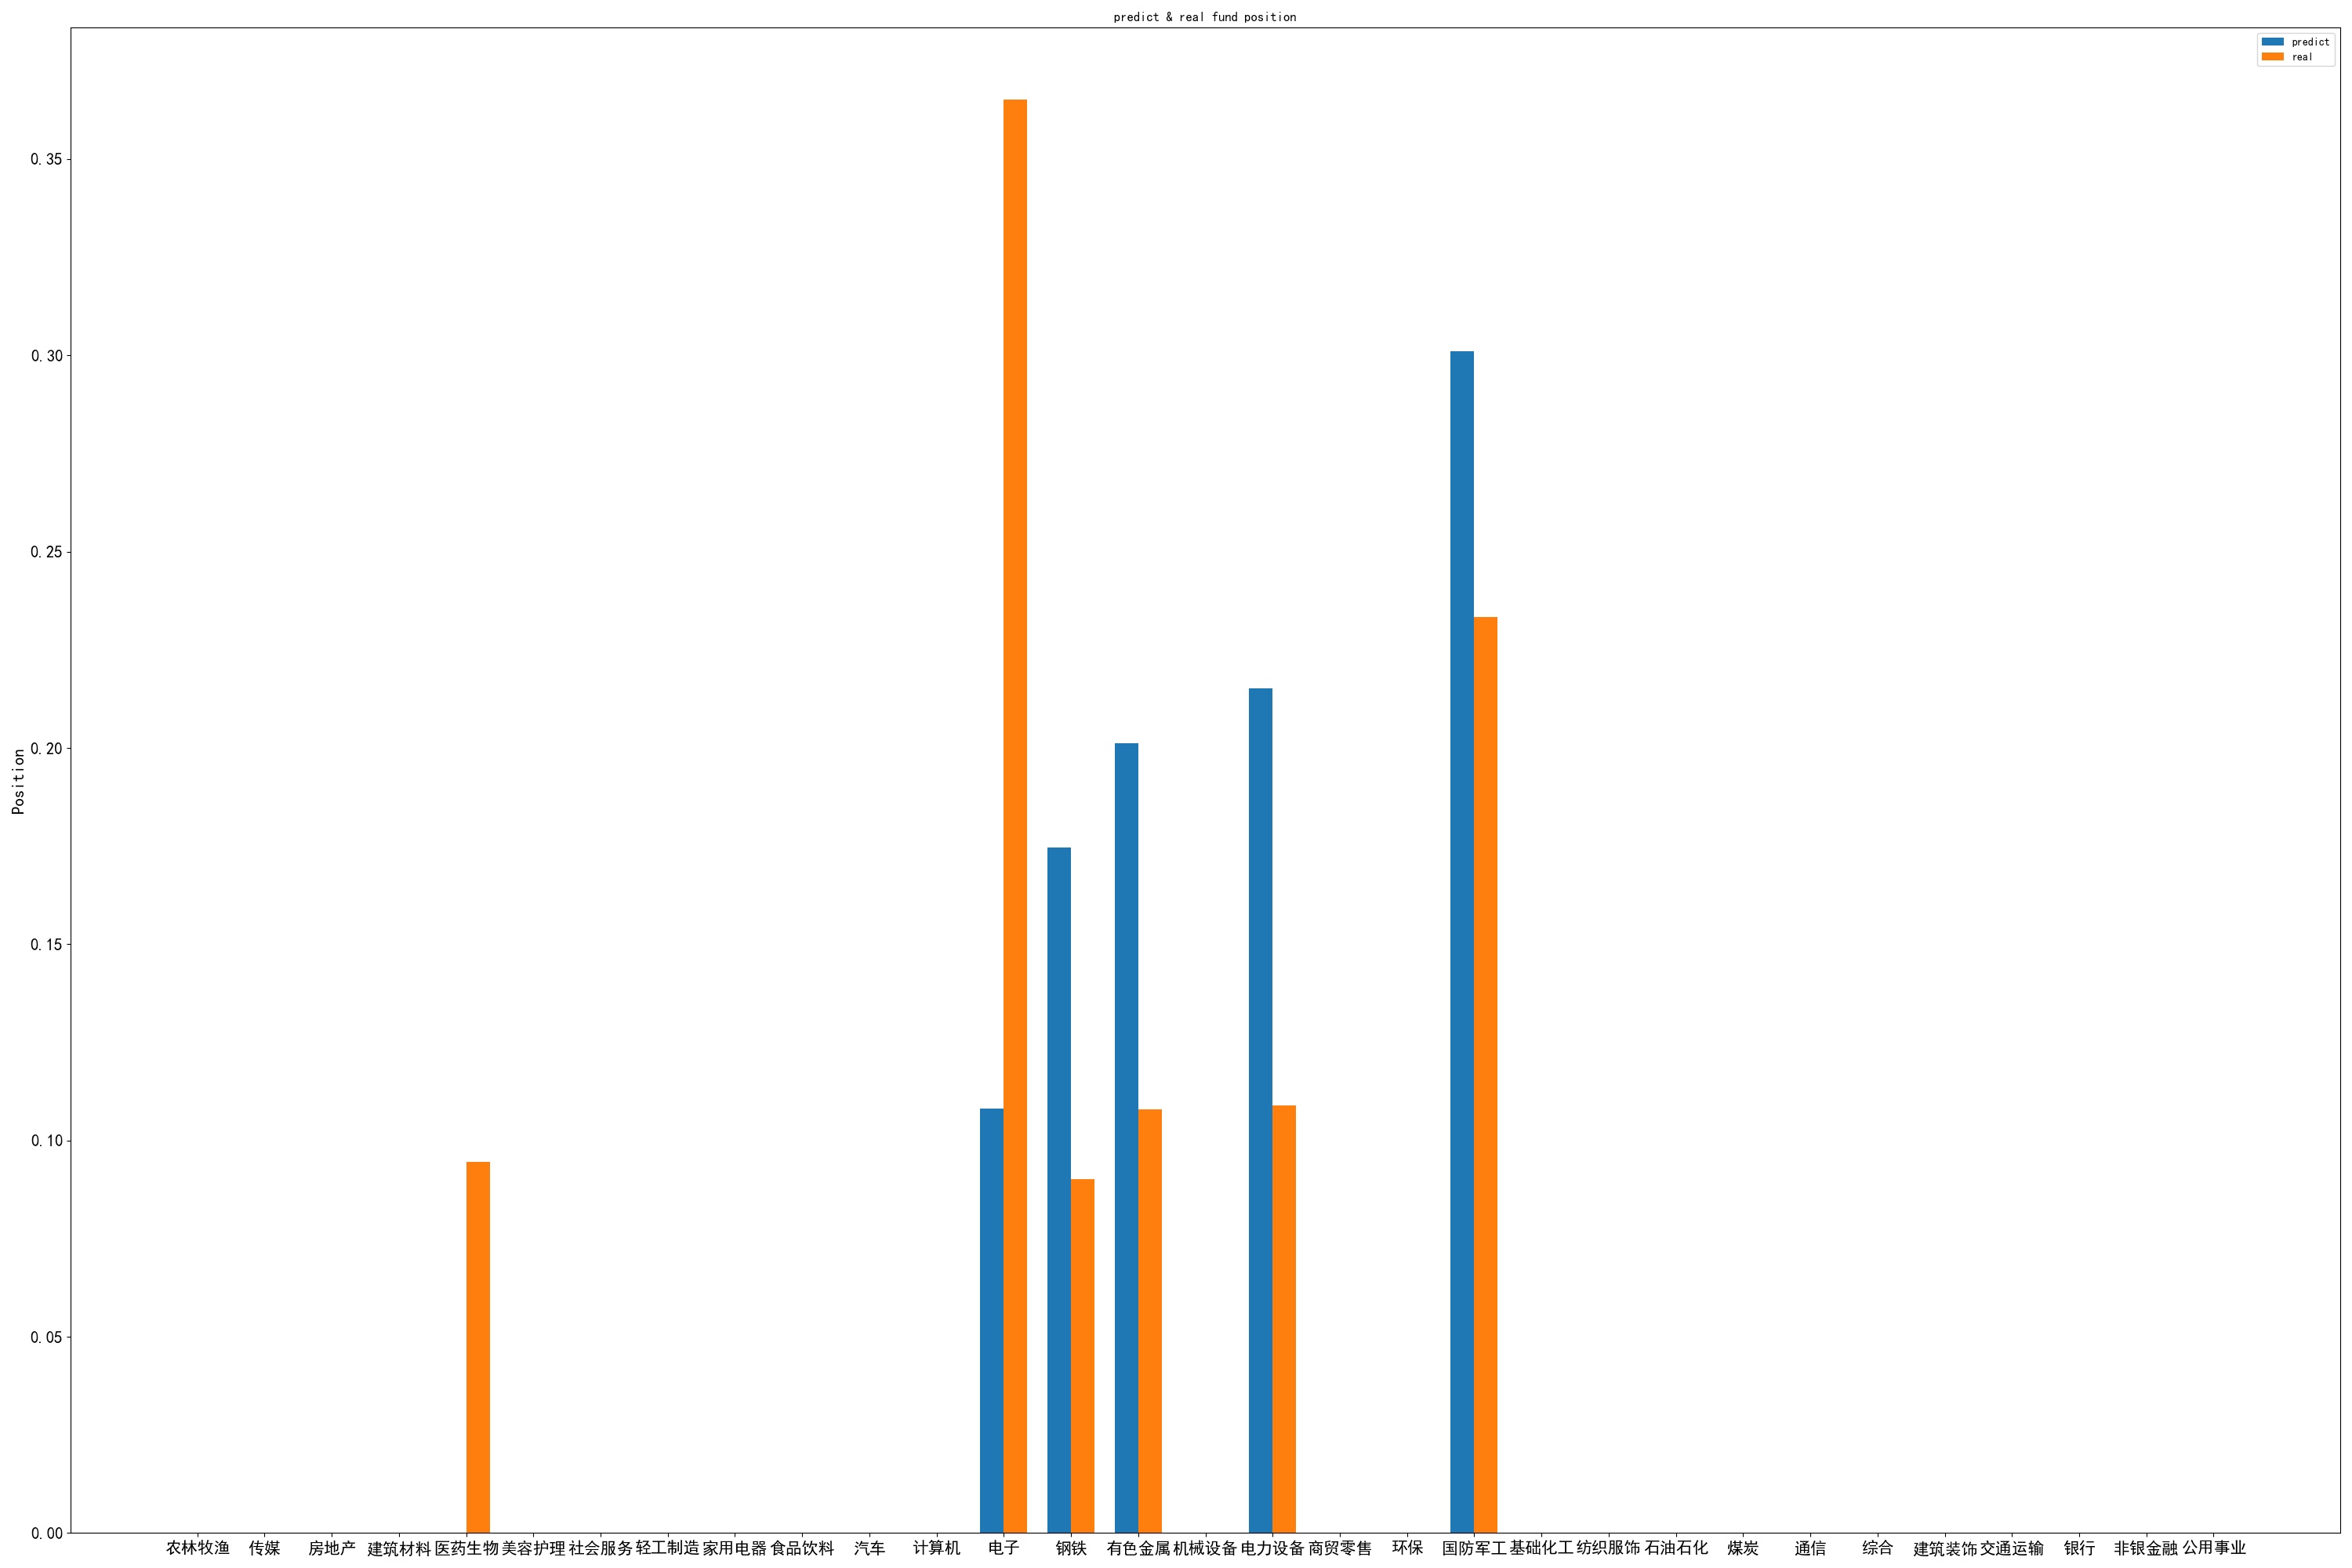 predict & real fund position
predict
real
Position
0.35
0.30
0.25
0.20
0.15
0.10
0.05
0.00
农林牧渔 传媒 房地产 建筑材料 医药生物 美容护理 社会服务 轻工制造 家用电器 食品饮料 汽车 计算机 电子 钢铁 有色金属 机械设备 电力设备 商贸零售 环保 国防军工 基础化工 纺织服饰 石油石化 煤炭 通信 综合 建筑装饰 交通运输 银行 非银金融 公用事业